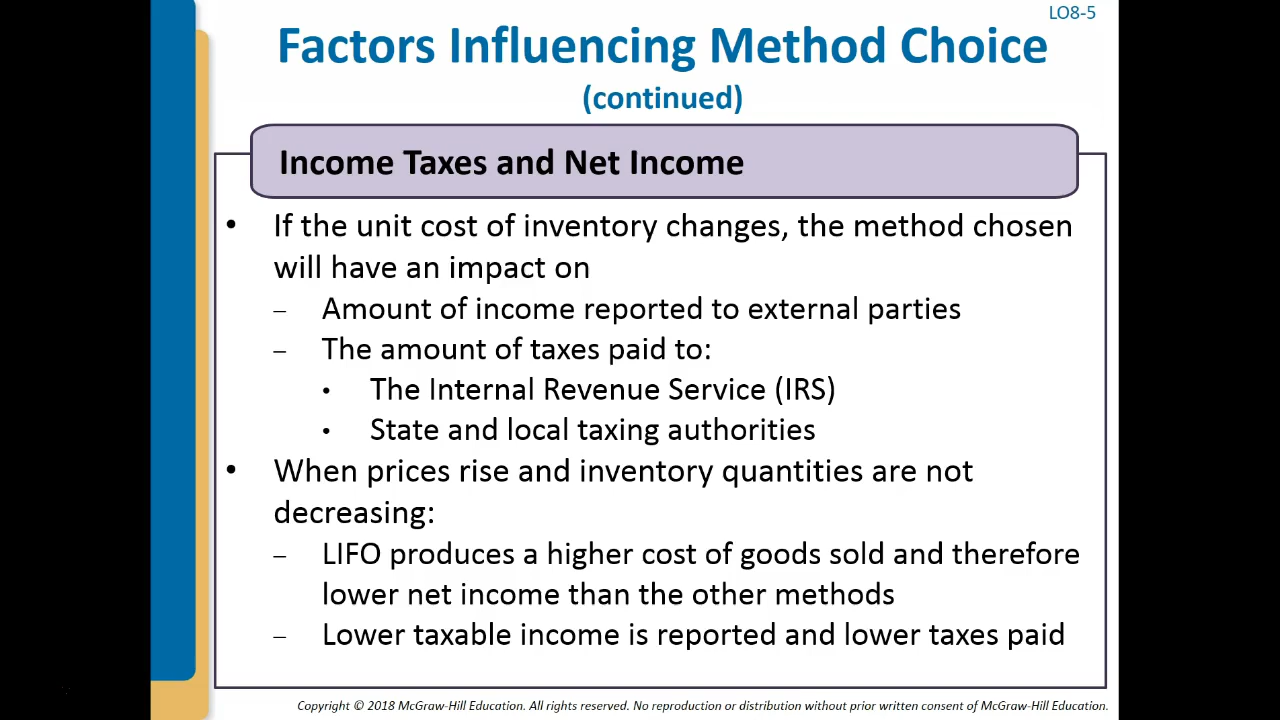 LO8-5
Factors Influencing Method Choice
(continued)
Income Taxes and Net Income
• If the unit cost of inventory changes, the method chosen
will have an impact on
– Amount of income reported to external parties
– The amount of taxes paid to:
• The Internal Revenue Service (IRS)
• State and local taxing authorities
• When prices rise and inventory quantities are not
decreasing:
– LIFO produces a higher cost of goods sold and therefore
lower net income than the other methods
– Lower taxable income is reported and lower taxes paid
Copyright © 2018 McGraw-Hill Education. All rights reserved. No reproduction or distribution without prior written consent of McGraw-Hill Education.